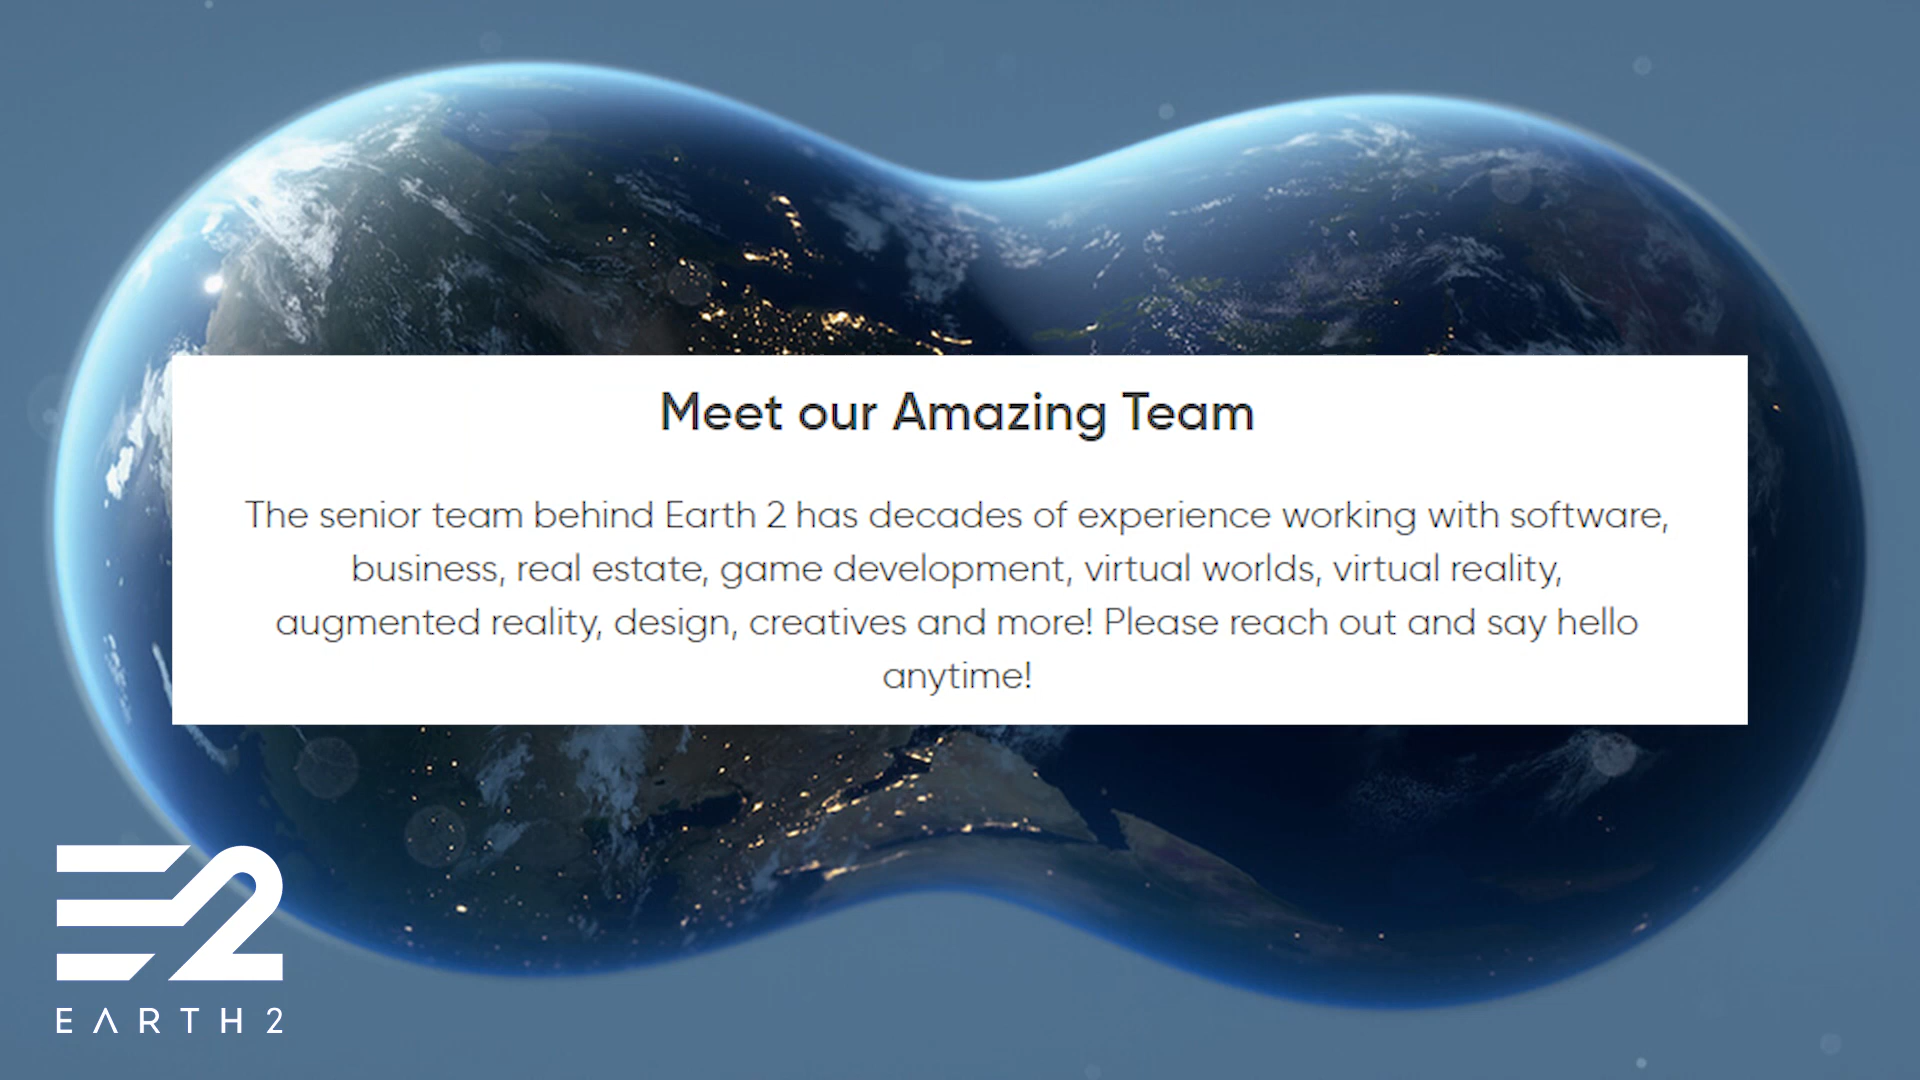 Meet our Amazing Team
The senior team behind Earth 2 has decades of experience working with software,
business, real estate, game development, virtual worlds, virtual reality,
augmented reality, design, creatives and more! Please reach out and say hello
anytime!
E2
EARTH 2